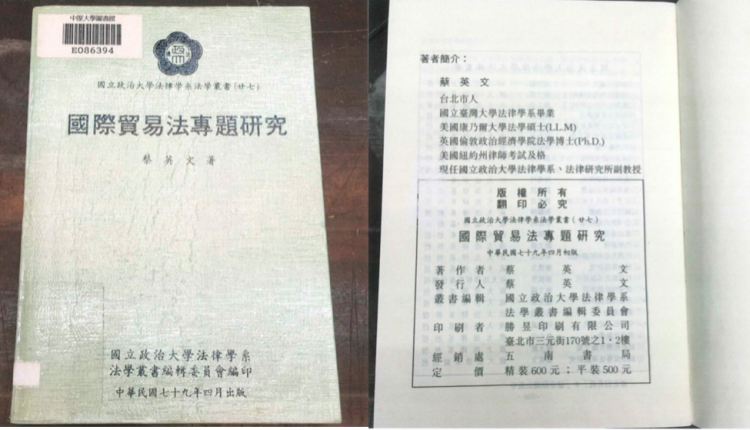 中原大學圖書館
E086394
政
國立政治大學法律學系法學叢書(廿七)
國際貿易法專題研究
蔡英文著
國立政治大學法律學系
法學叢書編輯委員會編印
中華民國七十九年四月出版
著者簡介：
蔡英文
台北市人
國立臺灣大學法律學系畢業
美國康乃爾大學法學碩士(LL.M)
英國倫敦政治經濟學院法學博士(Ph.D.)
美國紐約州律師考試及格
現任國立政治大學法律學系、法律研究所副教授
版權所有
翻印必究
國立政治大學法律學系法學叢書(廿七)
國際貿易法專題研究
中華民國七十九年四月初版
著作者 蔡英文
發行人 蔡英文
叢書編輯 國立政治大學法律學系
法學叢書編輯委員會
印刷者 勝昱印刷有限公司
臺北市三元街170號之1·2樓
經銷處 五南書局
定價 精裝600元；平裝500元